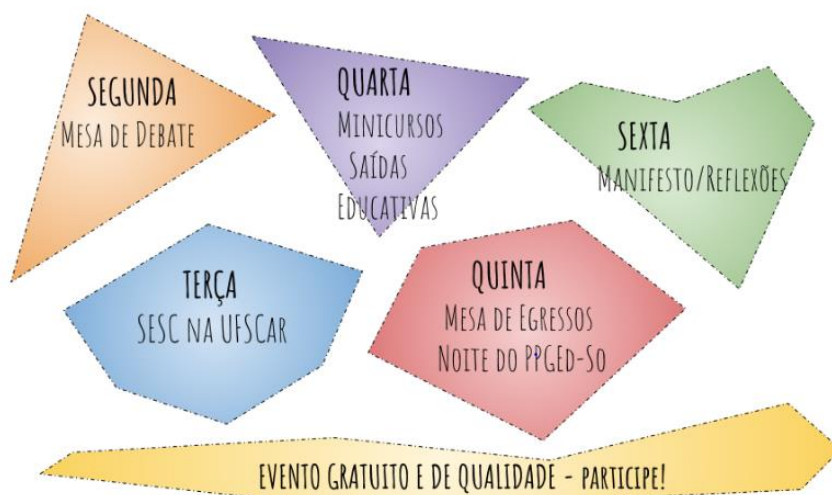 SEGUNDA
MESA DE DEBATE
QUARTA
MINICURSOS
SAÍDAS
EDUCATIVAS
SEXTA
MANIFESTO/REFLEXÕES
TERÇA
SESC NA UFSCAR
QUINTA
MESA DE EGRESSOS
NOITE DO PPGED-SO
EVENTO GRATUITO E DE QUALIDADE - PARTICIPE!